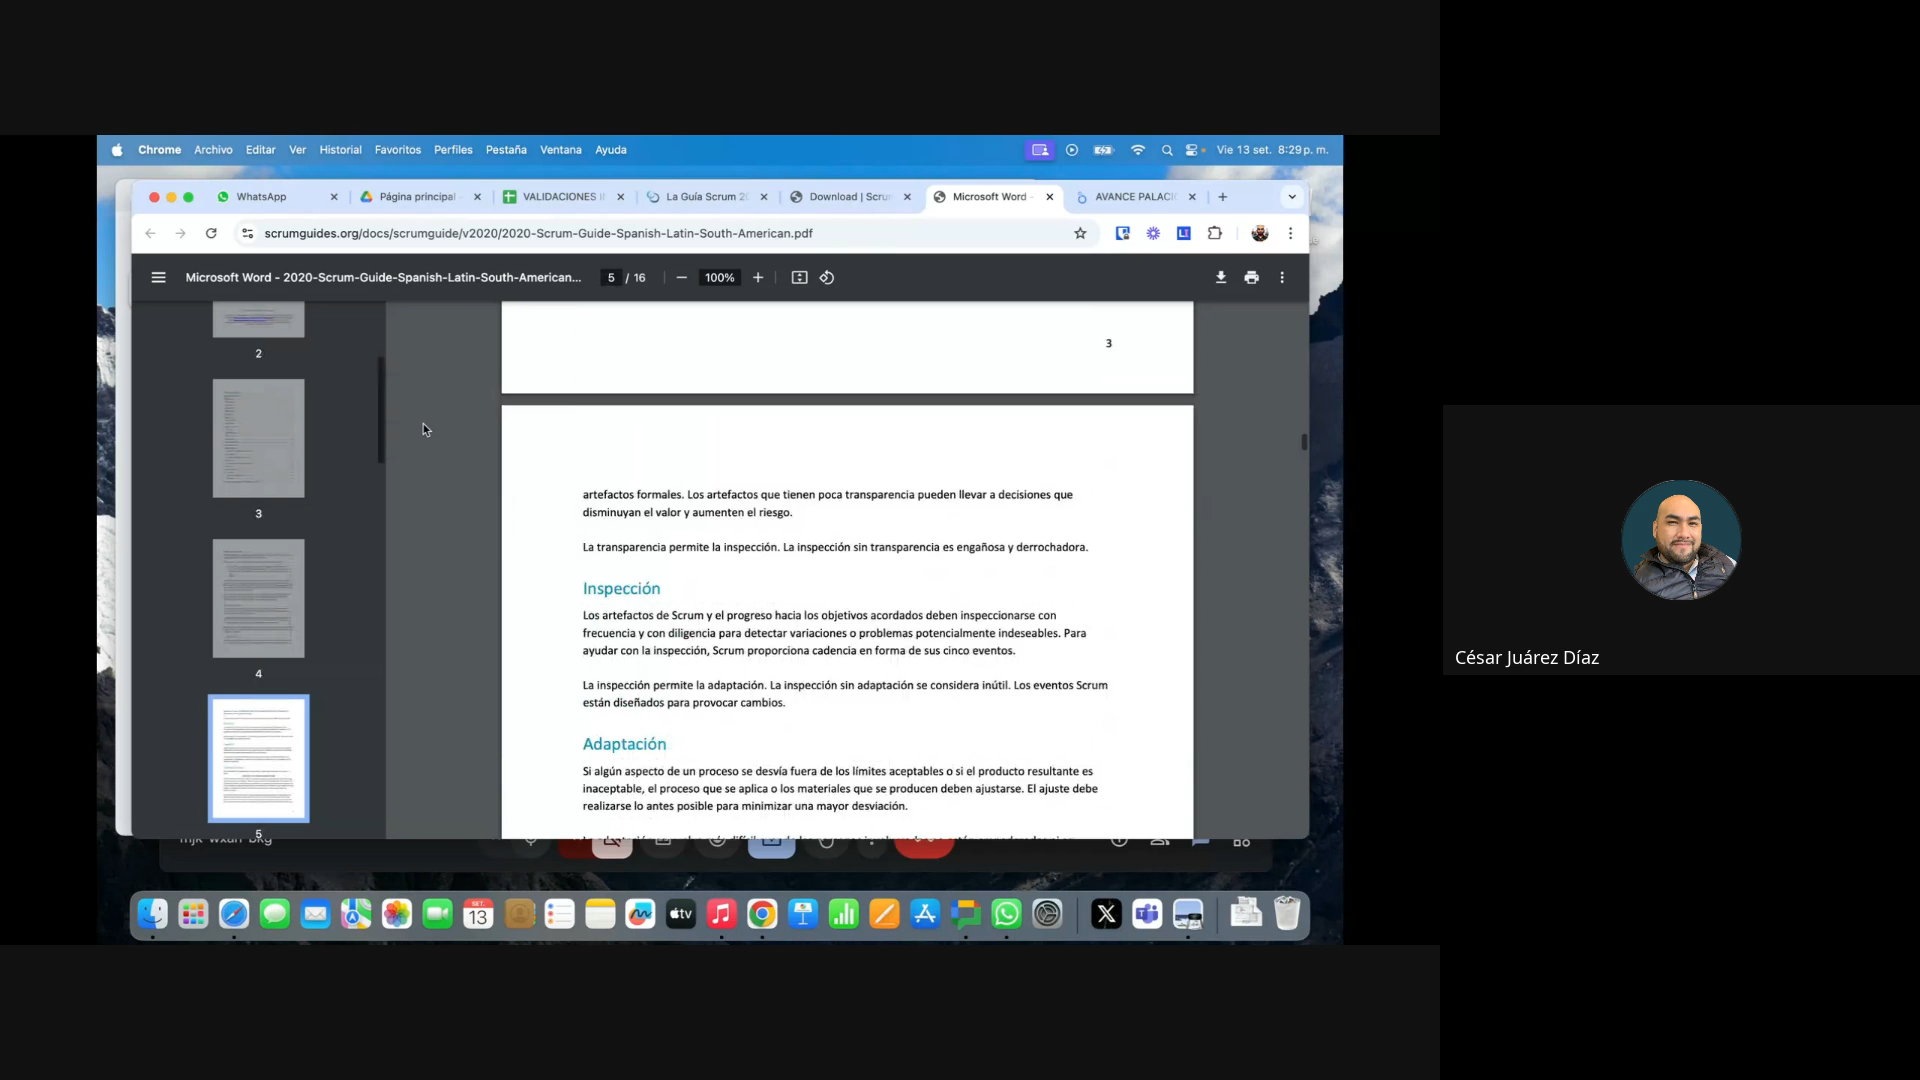 Chrome Archivo Editar Ver Historial Favoritos Perfiles Pestaña Ventana Ayuda
Vie 13 set. 8:29 p. m.
WhatsApp
Página principal
VALIDACIONES
La Guía Scrum 20
Download | Scru
Microsoft Word -
AVANCE PALACI
scrumguides.org/docs/scrumguide/v2020/2020-Scrum-Guide-Spanish-Latin-South-American.pdf
Microsoft Word - 2020-Scrum-Guide-Spanish-Latin-South-American...
5 / 16
100%
2
3
4
5
3
artefactos formales. Los artefactos que tienen poca transparencia pueden llevar a decisiones que
disminuyan el valor y aumenten el riesgo.
La transparencia permite la inspección. La inspección sin transparencia es engañosa y derrochadora.
Inspección
Los artefactos de Scrum y el progreso hacia los objetivos acordados deben inspeccionarse con
frecuencia y con diligencia para detectar variaciones o problemas potencialmente indeseables. Para
ayudar con la inspección, Scrum proporciona cadencia en forma de sus cinco eventos.
La inspección permite la adaptación. La inspección sin adaptación se considera inútil. Los eventos Scrum
están diseñados para provocar cambios.
Adaptación
Si algún aspecto de un proceso se desvía fuera de los límites aceptables o si el producto resultante es
inaceptable, el proceso que se aplica o los materiales que se producen deben ajustarse. El ajuste debe
realizarse lo antes posible para minimizar una mayor desviación.
SET.
13
tv
César Juárez Díaz